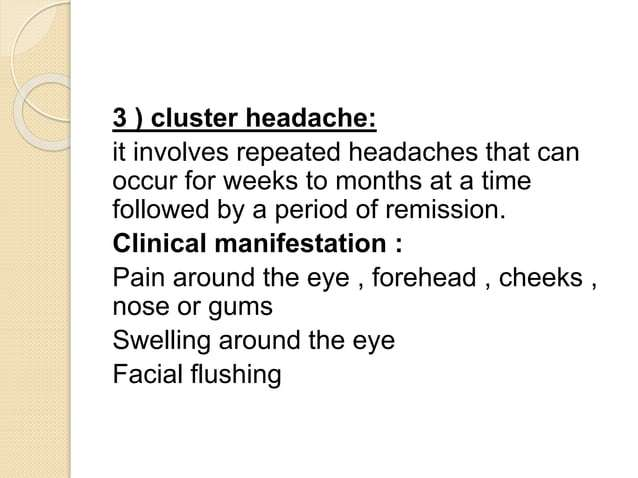 3 ) cluster headache:
it involves repeated headaches that can
occur for weeks to months at a time
followed by a period of remission.
Clinical manifestation :
Pain around the eye , forehead , cheeks ,
nose or gums
Swelling around the eye
Facial flushing